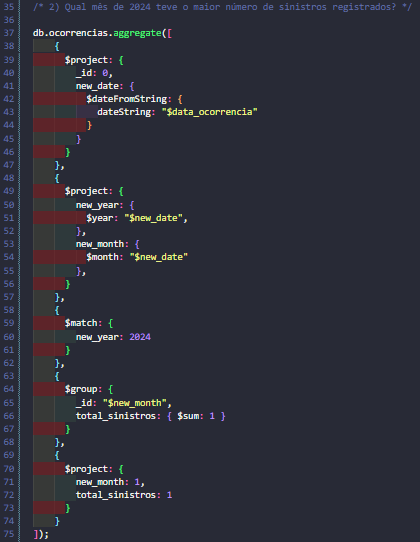 35 /* 2) Qual mês de 2024 teve o maior número de sinistros registrados? */
36
37 db.ocorrencias.aggregate([
38     {
39       $project: {
40         _id: 0,
41         new_date: {
42           $dateFromString: {
43             dateString: "$data_ocorrencia"
44           }
45         }
46       }
47     },
48     {
49       $project: {
50         new_year: {
51           $year: "$new_date",
52         },
53         new_month: {
54           $month: "$new_date"
55         },
56       }
57     },
58     {
59       $match: {
60         new_year: 2024
61       }
62     },
63     {
64       $group: {
65         _id: "$new_month",
66         total_sinistros: { $sum: 1 }
67       }
68     },
69     {
70       $project: {
71         new_month: 1,
72         total_sinistros: 1
73       }
74     }
75 ]);